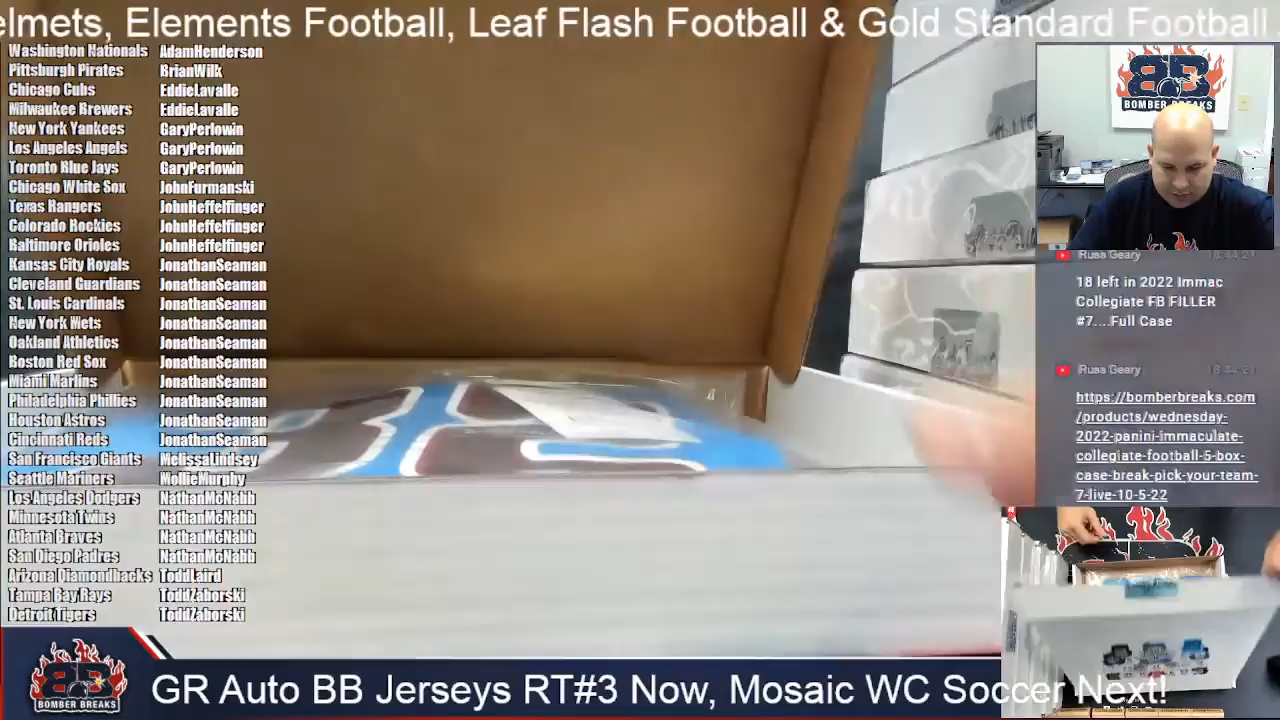 elmets, Elements Football, Leaf Flash Football & Gold Standard Football
Washington Nationals AdamHenderson
Pittsburgh Pirates BrianWilk
Chicago Cubs EddieLavalle
Milwaukee Brewers EddieLavalle
New York Yankees GaryPerlowin
Los Angeles Angels GaryPerlowin
Toronto Blue Jays GaryPerlowin
Chicago White Sox JohnFurmanski
Texas Rangers JohnHeffelfinger
Colorado Rockies JohnHeffelfinger
Baltimore Orioles JohnHeffelfinger
Kansas City Royals JonathanSeaman
Cleveland Guardians JonathanSeaman
St. Louis Cardinals JonathanSeaman
New York Mets JonathanSeaman
Oakland Athletics JonathanSeaman
Boston Red Sox JonathanSeaman
Miami Marlins JonathanSeaman
Philadelphia Phillies JonathanSeaman
Houston Astros JonathanSeaman
Cincinnati Reds JonathanSeaman
San Francisco Giants MelissaLindsey
Seattle Mariners MollieMurphy
Los Angeles Dodgers NathanMcNabb
Minnesota Twins NathanMcNabb
Atlanta Braves NathanMcNabb
San Diego Padres NathanMcNabb
Arizona Diamondbacks ToddLaird
Tampa Bay Rays ToddZaborski
Detroit Tigers ToddZaborski
BB
BOMBER BREAKS
Russ Geary
18 left in 2022 Immac
Collegiate FB FILLER
#7....Full Case
Russ Geary
https://bomberbreaks.com
/products/wednesday-
2022-panini-immaculate-
collegiate-football-5-box-
case-break-pick-your-team-
7-live-10-5-22
BB
BOMBER BREAKS
GR Auto BB Jerseys RT#3 Now, Mosaic WC Soccer Next!